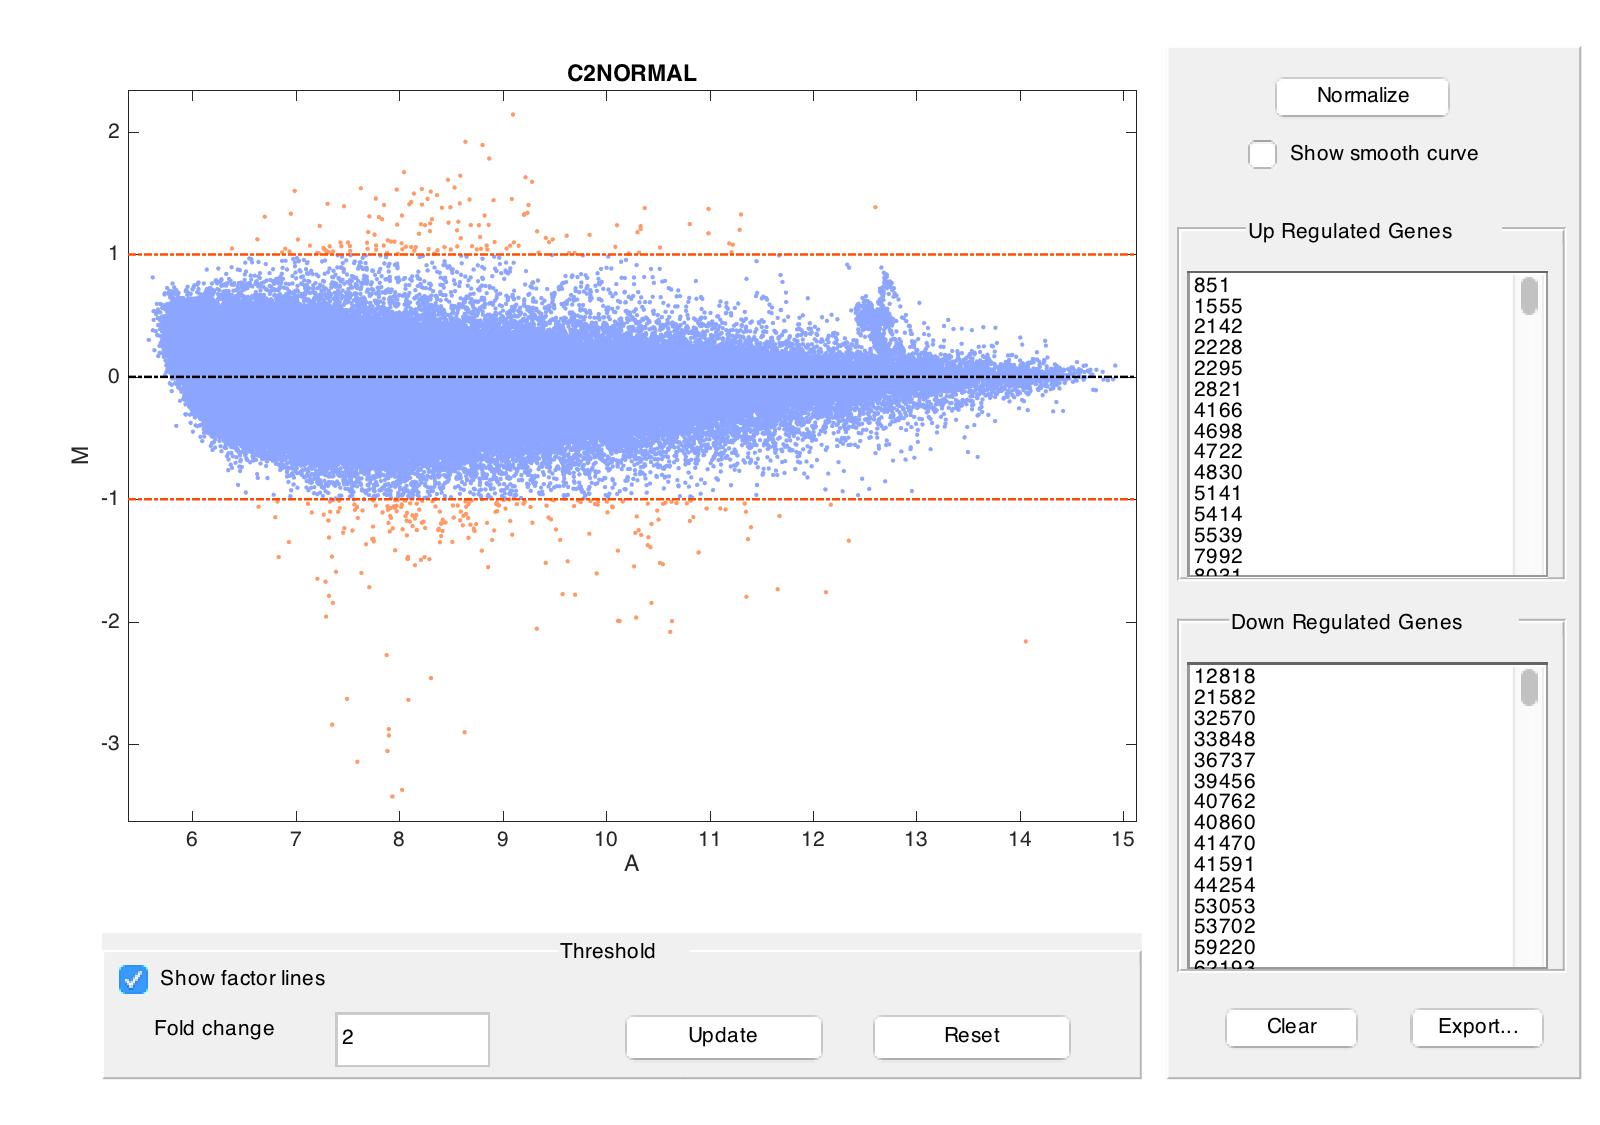 C2NORMAL
2
1
0
-1
-2
-3
M
6 7 8 9 10 11 12 13 14 15
A
Threshold
Show factor lines
Fold change 2 Update Reset
Normalize
Show smooth curve
Up Regulated Genes
851
1555
2142
2228
2295
2821
4166
4698
4722
4830
5141
5414
5539
7992
Down Regulated Genes
12818
21582
32570
33848
36737
39456
40762
40860
41470
41591
44254
53053
53702
59220
Clear Export...